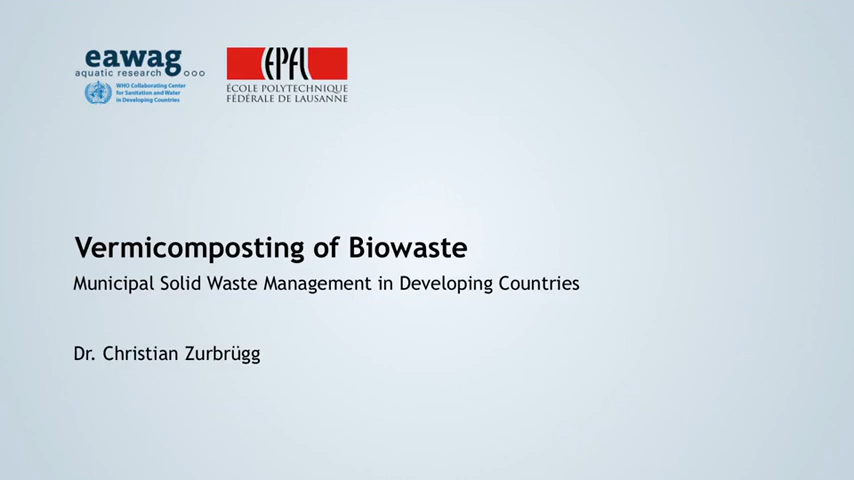 eawag
aquatic research
WHO Collaborating Center
for Sanitation and Water
in Developing Countries
EPFL
ÉCOLE POLYTECHNIQUE
FÉDÉRALE DE LAUSANNE
Vermicomposting of Biowaste
Municipal Solid Waste Management in Developing Countries
Dr. Christian Zurbrügg